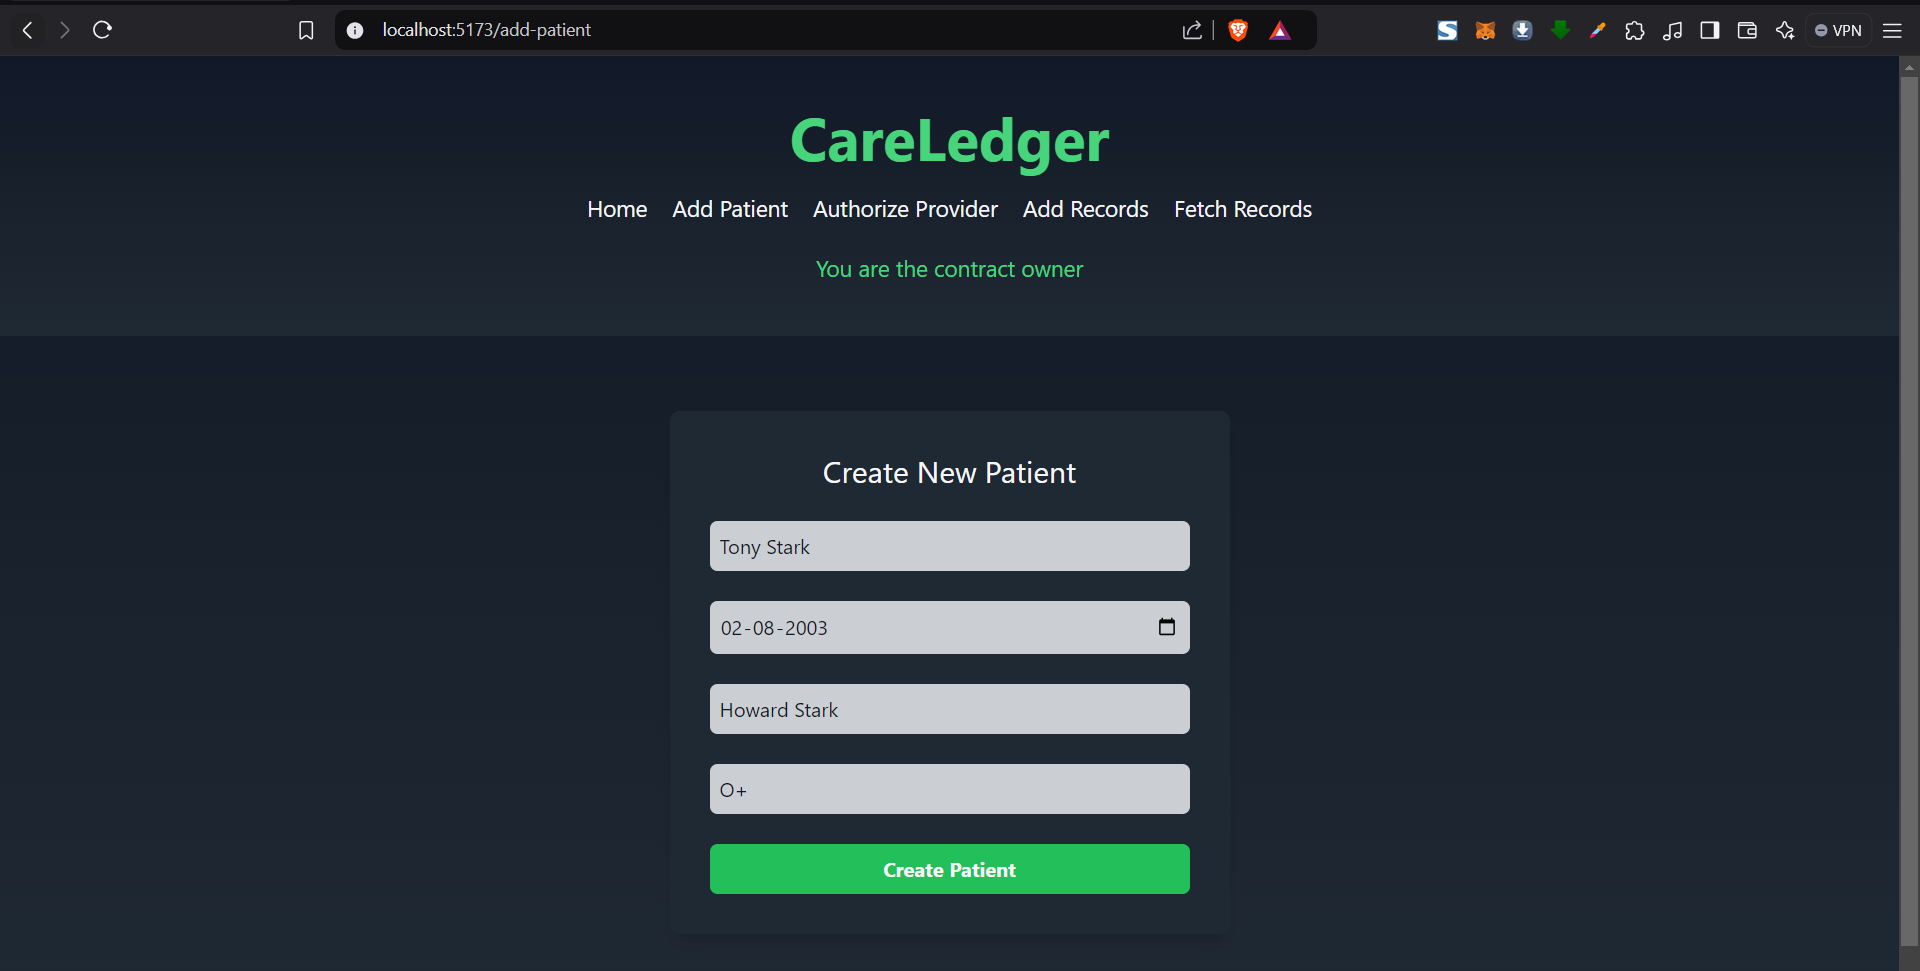 localhost:5173/add-patient
VPN
CareLedger
Home Add Patient Authorize Provider Add Records Fetch Records
You are the contract owner
Create New Patient
Tony Stark
02-08-2003
Howard Stark
O+
Create Patient